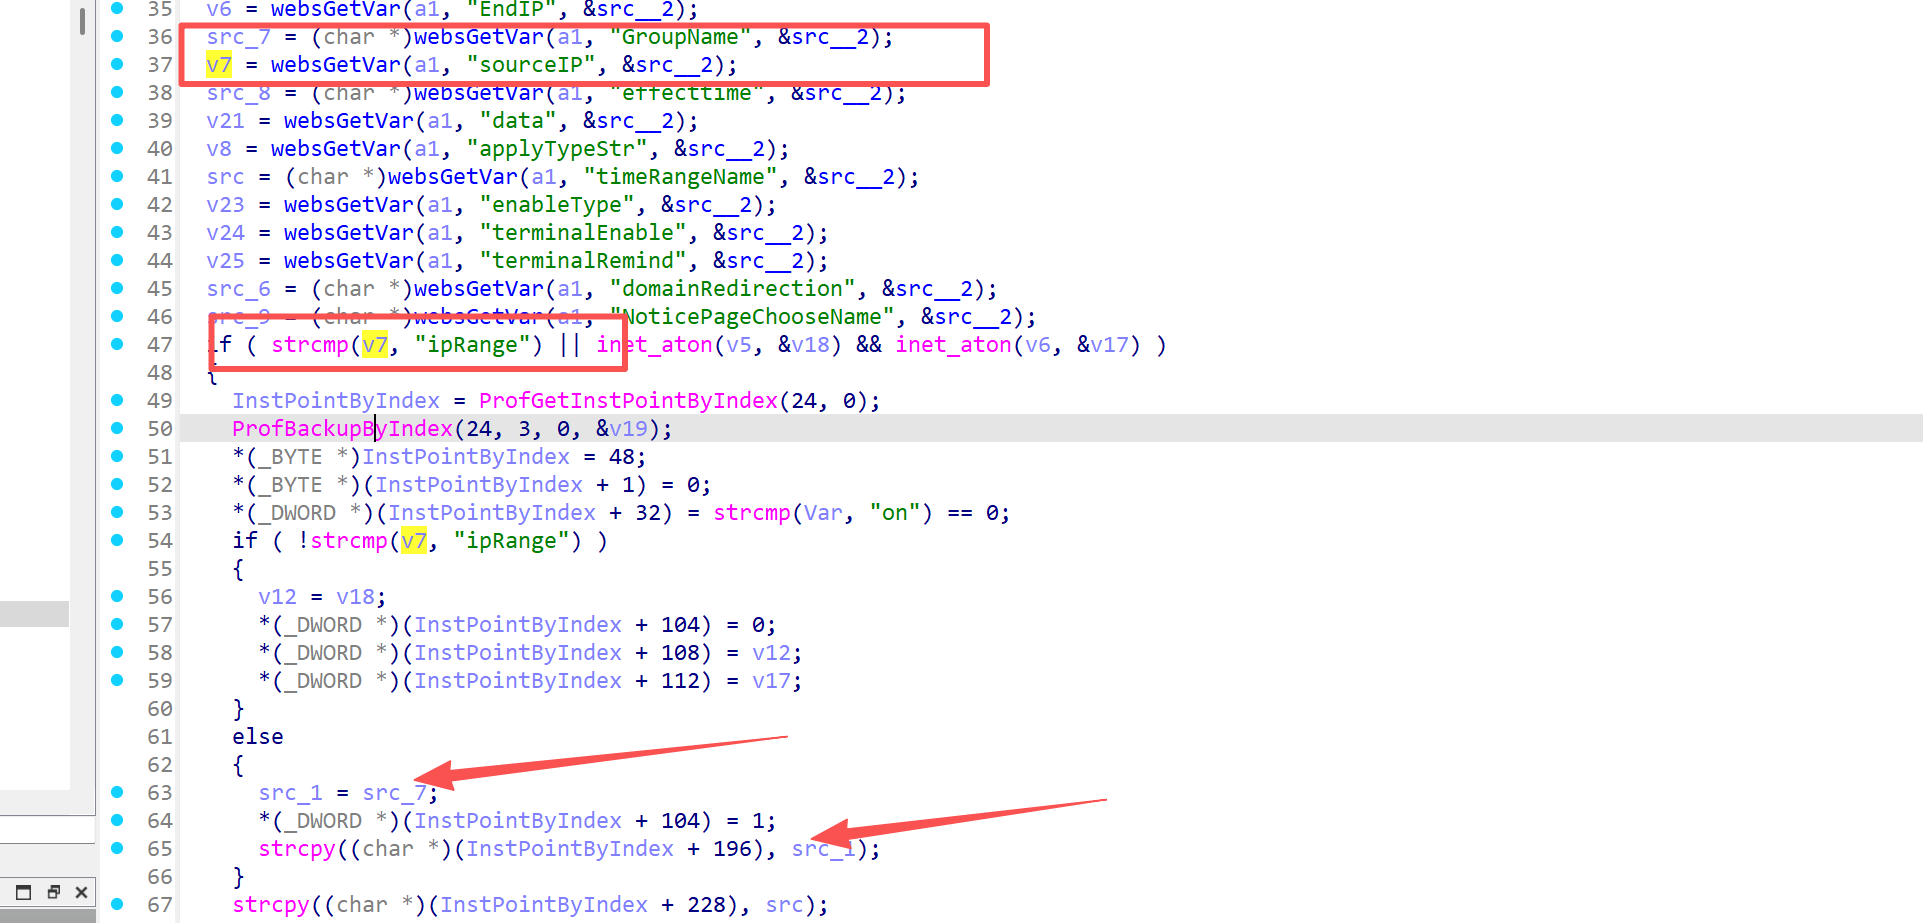 35 v6 = websGetVar(a1, "EndIP", &src__2);
36 src_7 = (char *)websGetVar(a1, "GroupName", &src__2);
37 v7 = websGetVar(a1, "sourceIP", &src__2);
38 src_8 = (char *)websGetVar(a1, "effecttime", &src__2);
39 v21 = websGetVar(a1, "data", &src__2);
40 v8 = websGetVar(a1, "applyTypeStr", &src__2);
41 src = (char *)websGetVar(a1, "timeRangeName", &src__2);
42 v23 = websGetVar(a1, "enableType", &src__2);
43 v24 = websGetVar(a1, "terminalEnable", &src__2);
44 v25 = websGetVar(a1, "terminalRemind", &src__2);
45 src_6 = (char *)websGetVar(a1, "domainRedirection", &src__2);
46 src_9 = (char *)websGetVar(a1, "NoticePageChooseName", &src__2);
47 if ( strcmp(v7, "ipRange") || inet_aton(v5, &v18) && inet_aton(v6, &v17) )
48 {
49 InstPointByIndex = ProfGetInstPointByIndex(24, 0);
50 ProfBackupByIndex(24, 3, 0, &v19);
51 *(_BYTE *)InstPointByIndex = 48;
52 *(_BYTE *)(InstPointByIndex + 1) = 0;
53 *(_DWORD *)(InstPointByIndex + 32) = strcmp(Var, "on") == 0;
54 if ( !strcmp(v7, "ipRange") )
55 {
56 v12 = v18;
57 *(_DWORD *)(InstPointByIndex + 104) = 0;
58 *(_DWORD *)(InstPointByIndex + 108) = v12;
59 *(_DWORD *)(InstPointByIndex + 112) = v17;
60 }
61 else
62 {
63 src_1 = src_7;
64 *(_DWORD *)(InstPointByIndex + 104) = 1;
65 strcpy((char *)(InstPointByIndex + 196), src_1);
66 }
67 strcpy((char *)(InstPointByIndex + 228), src);